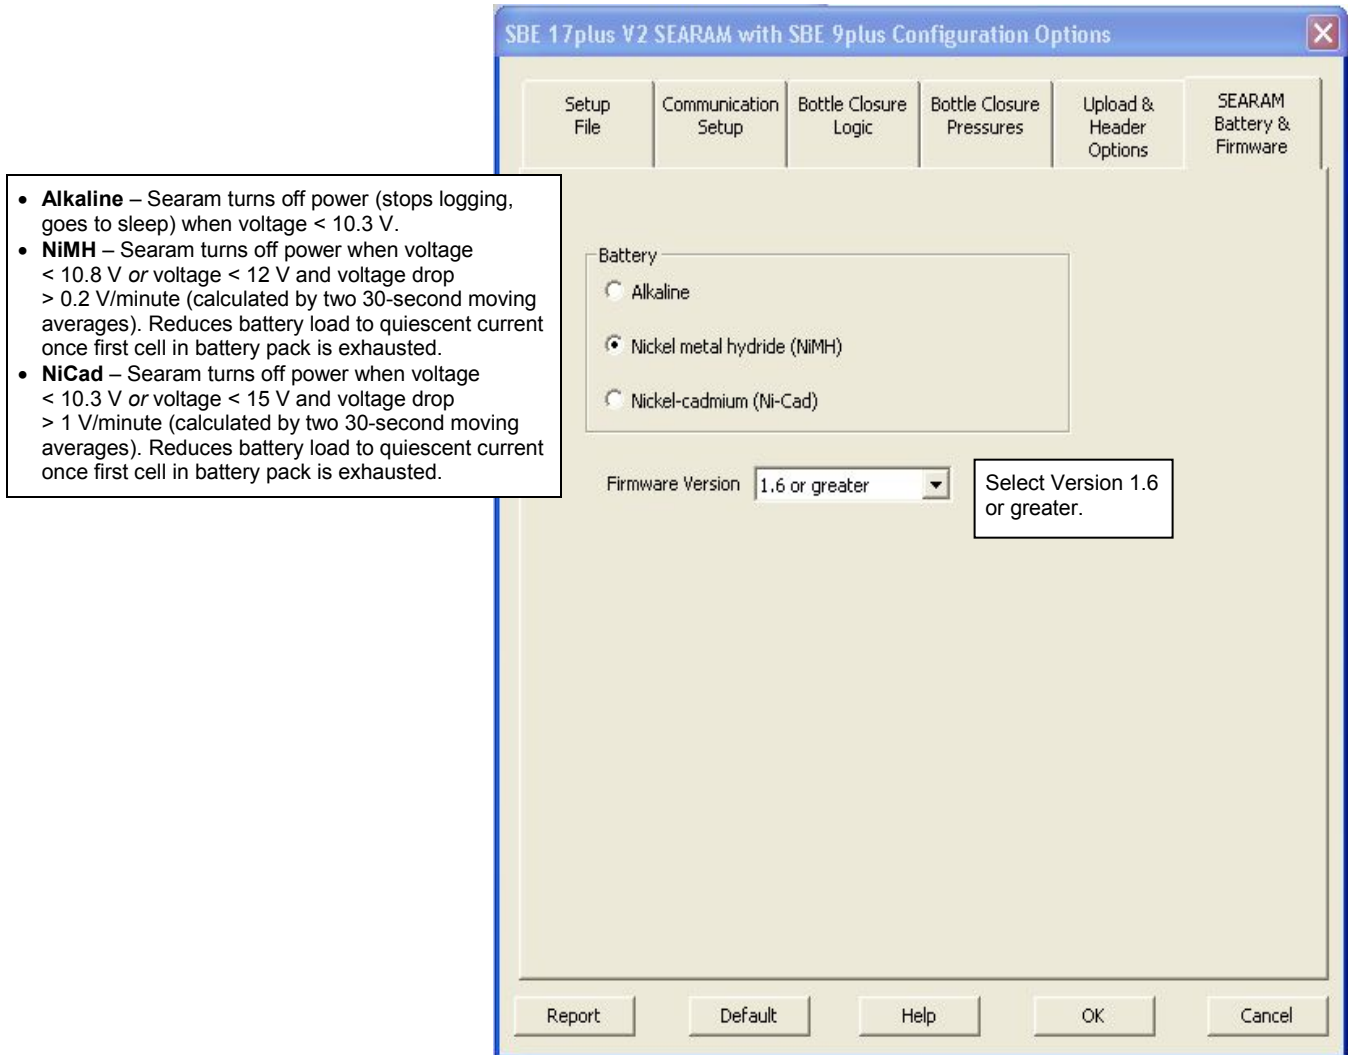 SBE 17plus V2 SEARAM with SBE 9plus Configuration Options
Setup
File
Communication
Setup
Bottle Closure
Logic
Bottle Closure
Pressures
Upload &
Header
Options
SEARAM
Battery &
Firmware
• Alkaline – Searam turns off power (stops logging,
goes to sleep) when voltage < 10.3 V.
• NiMH – Searam turns off power when voltage
< 10.8 V or voltage < 12 V and voltage drop
> 0.2 V/minute (calculated by two 30-second moving
averages). Reduces battery load to quiescent current
once first cell in battery pack is exhausted.
• NiCad – Searam turns off power when voltage
< 10.3 V or voltage < 15 V and voltage drop
> 1 V/minute (calculated by two 30-second moving
averages). Reduces battery load to quiescent current
once first cell in battery pack is exhausted.
Battery
Alkaline
Nickel metal hydride (NiMH)
Nickel-cadmium (Ni-Cad)
Firmware Version
1.6 or greater
Select Version 1.6
or greater.
Report
Default
Help
OK
Cancel